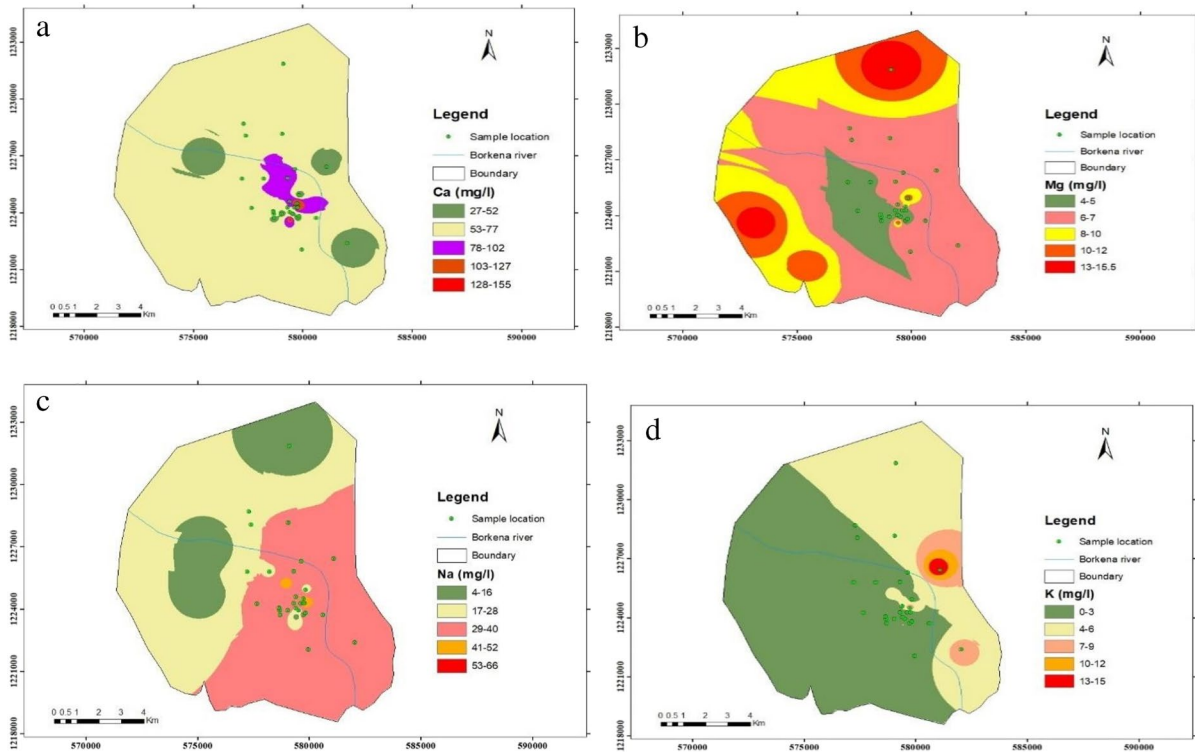 a
N
1233000
1230000
1227000
1224000
1221000
1218000
Legend
Sample location
Borkena river
Boundary
Ca (mg/l)
27-52
53-77
78-102
103-127
128-155
0 0.5 1 2 3 4
Km
570000 575000 580000 585000 590000
b
N
1233000
1230000
1227000
1224000
1221000
1218000
Legend
Sample location
Borkena river
Boundary
Mg (mg/l)
4-5
6-7
8-10
10-12
13-15.5
0 0.5 1 2 3 4
Km
570000 575000 580000 585000 590000
c
N
1233000
1230000
1227000
1224000
1221000
1218000
Legend
Sample location
Borkena river
Boundary
Na (mg/l)
4-16
17-28
29-40
41-52
53-66
0 0.5 1 2 3 4
Km
570000 575000 580000 585000 590000
d
N
1233000
1230000
1227000
1224000
1221000
1218000
Legend
Sample location
Borkena river
Boundary
K (mg/l)
0-3
4-6
7-9
10-12
13-15
0 0.5 1 2 3 4
Km
570000 575000 580000 585000 590000